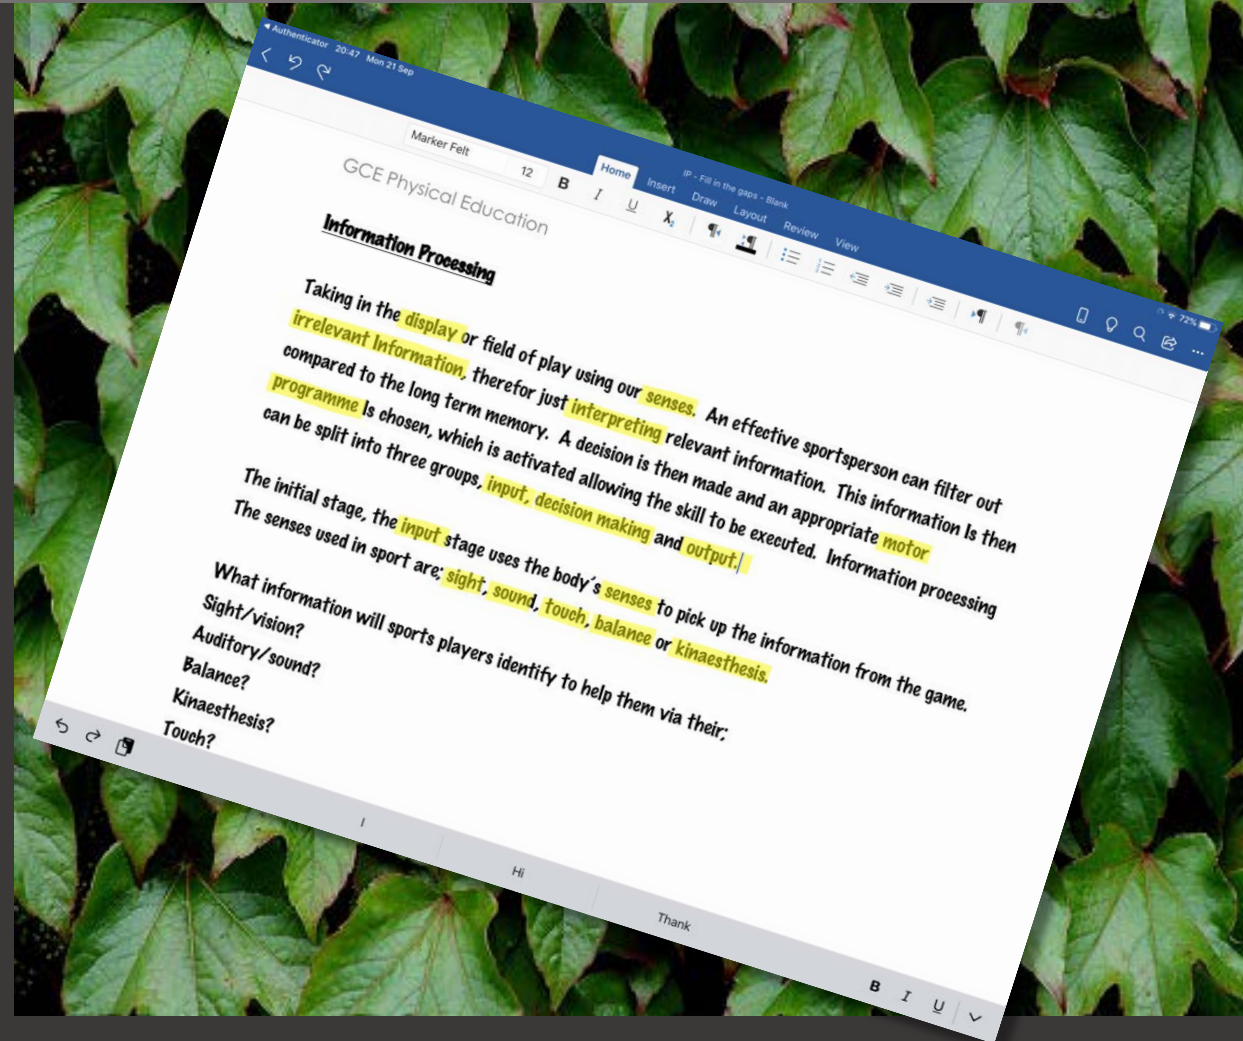 Authenticator 20:47 Mon 21 Sep
72%
IP - Fill in the gaps - Blank
Home Insert Draw Layout Review View
Marker Felt 12 B I U X₂
GCE Physical Education
Information Processing
Taking in the display or field of play using our senses. An effective sportsperson can filter out
irrelevant Information, therefor just interpreting relevant information. This information Is then
compared to the long term memory. A decision is then made and an appropriate motor
programme Is chosen, which is activated allowing the skill to be executed. Information processing
can be split into three groups, input, decision making and output.
The initial stage, the input stage uses the body's senses to pick up the information from the game.
The senses used in sport are; sight, sound, touch, balance or kinaesthesis.
What information will sports players identify to help them via their;
Sight/vision?
Auditory/sound?
Balance?
Kinaesthesis?
Touch?
I Hi Thank
B I U